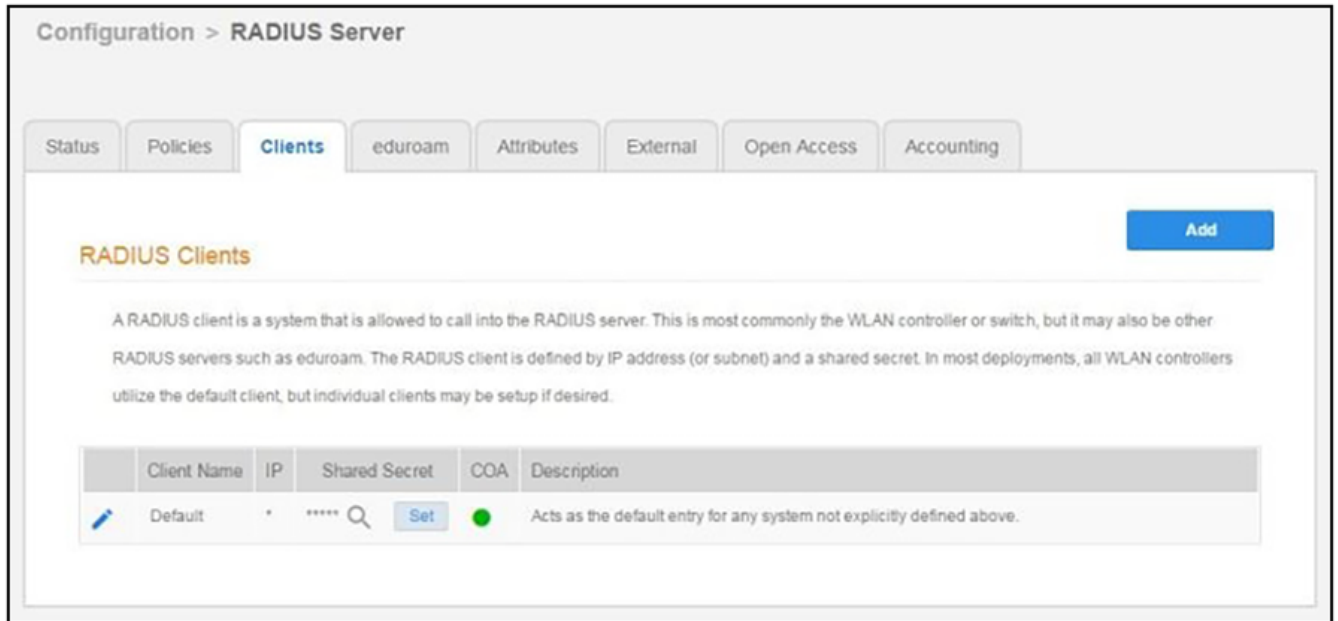 Configuration > RADIUS Server
Status Policies Clients eduroam Attributes External Open Access Accounting
Add
RADIUS Clients
A RADIUS client is a system that is allowed to call into the RADIUS server. This is most commonly the WLAN controller or switch, but it may also be other
RADIUS servers such as eduroam. The RADIUS client is defined by IP address (or subnet) and a shared secret. In most deployments, all WLAN controllers
utilize the default client, but individual clients may be setup if desired.
Client Name IP Shared Secret COA Description
Default * ***** Set Acts as the default entry for any system not explicitly defined above.